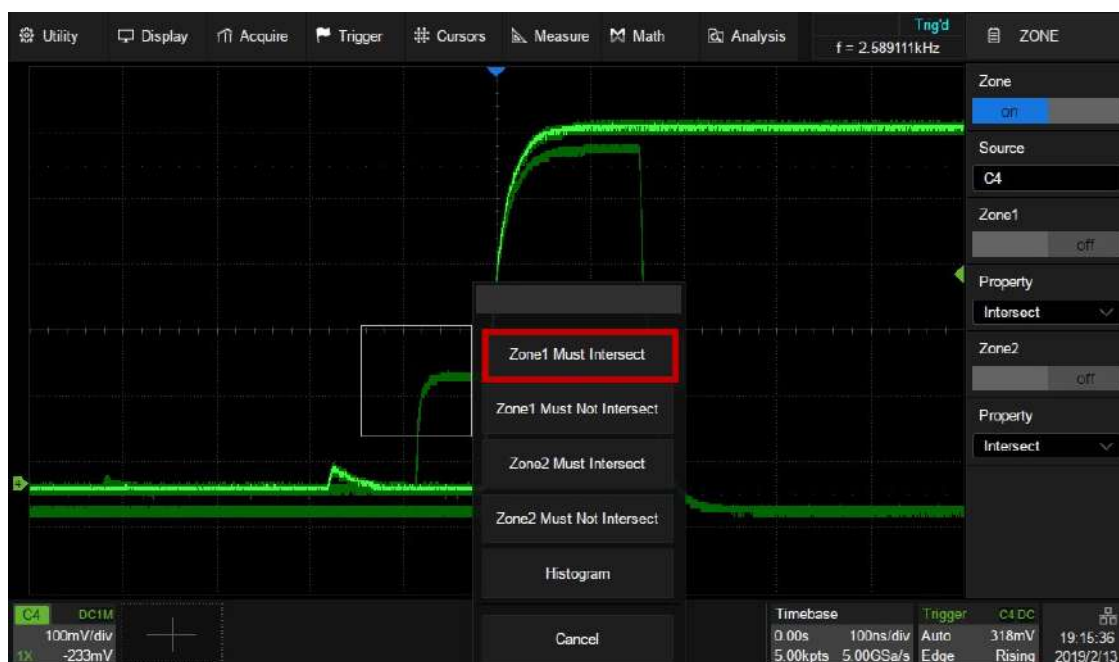 Utility Display Acquire Trigger Cursors Measure Math Analysis
Trig'd
f = 2.589111kHz
ZONE
Zone
on
Source
C4
Zone1
off
Property
Intersect
Zone2
off
Property
Intersect
Zone1 Must Intersect
Zone1 Must Not Intersect
Zone2 Must Intersect
Zone2 Must Not Intersect
Histogram
Cancel
4
C4 DC1M
100mV/div
1X -233mV
Timebase
0.00s 100ns/div
5.00kpts 5.00GSa/s
Trigger C4 DC
Auto 318mV
Edge Rising
19:15:36
2019/2/13